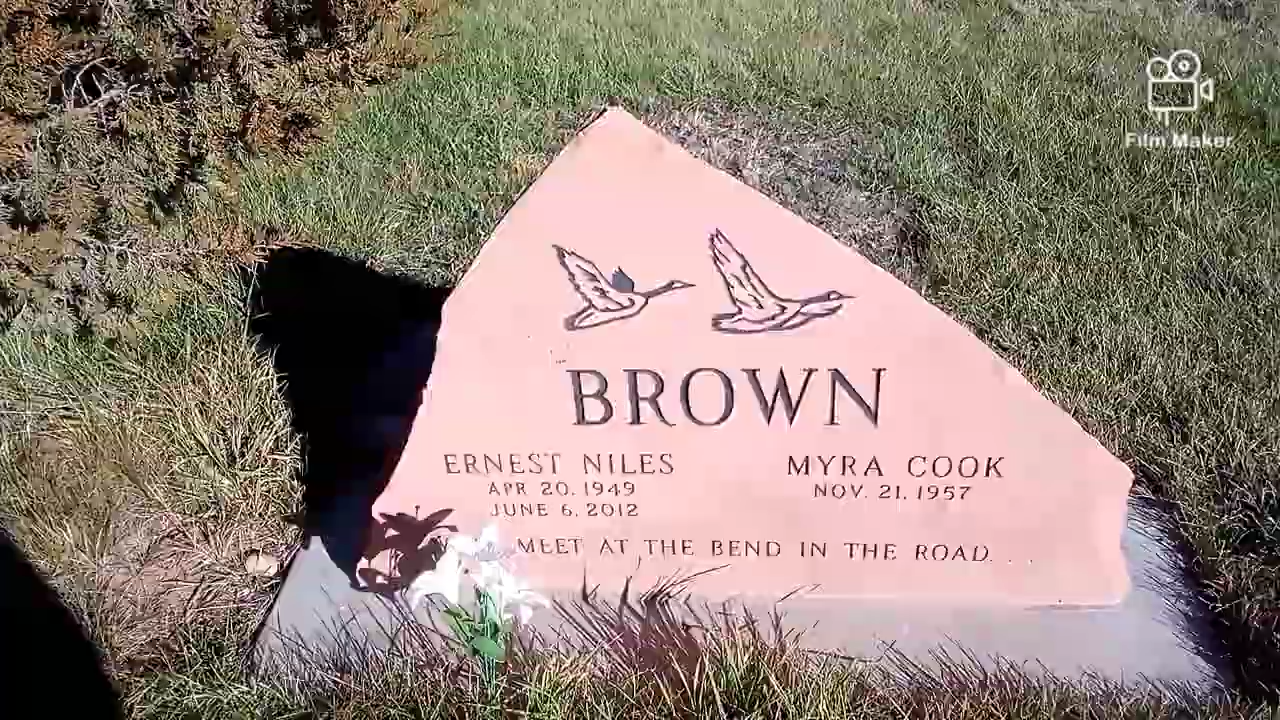 Film Maker
BROWN
ERNEST NILES
APR 20, 1949
JUNE 6, 2012
MYRA COOK
NOV. 21, 1957
MEET AT THE BEND IN THE ROAD. . .